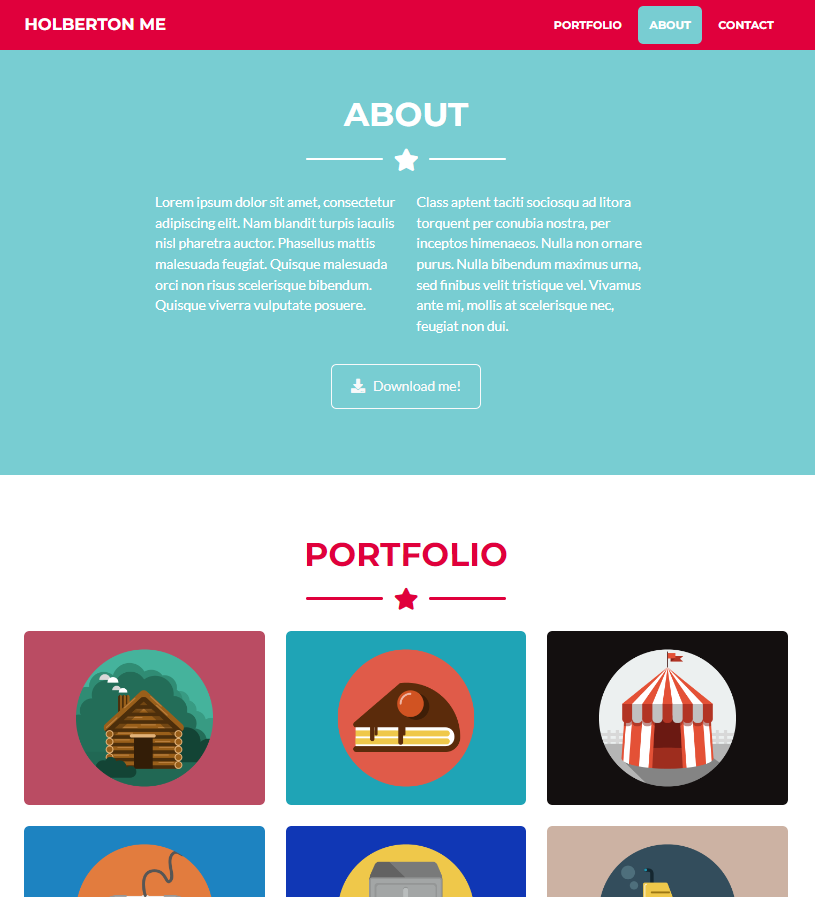 HOLBERTON ME
PORTFOLIO
ABOUT
CONTACT
ABOUT
Lorem ipsum dolor sit amet, consectetur
adipiscing elit. Nam blandit turpis iaculis
nisl pharetra auctor. Phasellus mattis
malesuada feugiat. Quisque malesuada
orci non risus scelerisque bibendum.
Quisque viverra vulputate posuere.
Class aptent taciti sociosqu ad litora
torquent per conubia nostra, per
inceptos himenaeos. Nulla non ornare
purus. Nulla bibendum maximus urna,
sed finibus velit tristique vel. Vivamus
ante mi, mollis at scelerisque nec,
feugiat non dui.
Download me!
PORTFOLIO